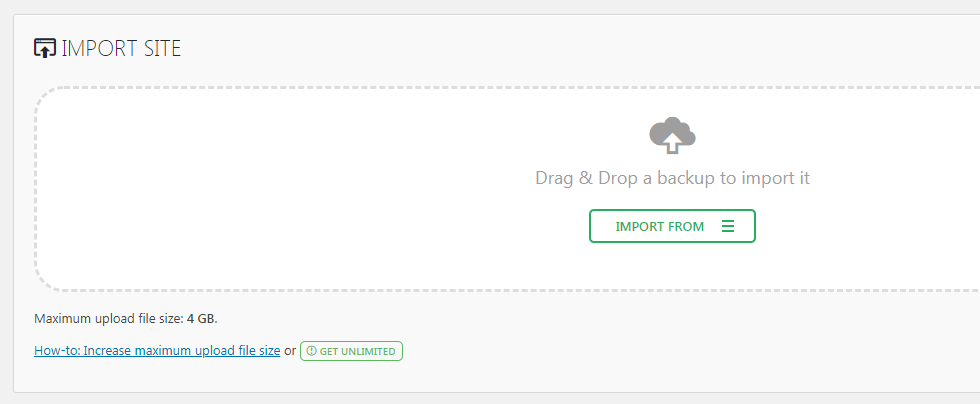 IMPORT SITE
Drag & Drop a backup to import it
IMPORT FROM
Maximum upload file size: 4 GB.
How-to: Increase maximum upload file size or GET UNLIMITED